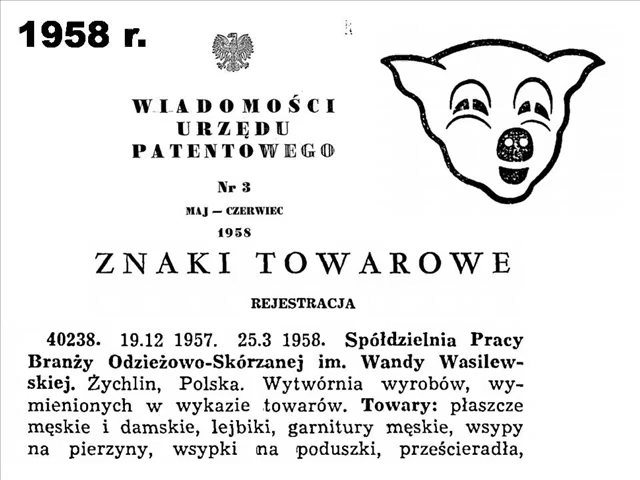 1958 r.
WIADOMOŚCI
URZĘDU
PATENTOWEGO
Nr 3
MAJ — CZERWIEC
1958
ZNAKI TOWAROWE
REJESTRACJA
40238. 19.12 1957. 25.3 1958. Spółdzielnia Pracy
Branży Odzieżowo-Skórzanej im. Wandy Wasilew-
skiej. Żychlin, Polska. Wytwórnia wyrobów, wy-
mienionych w wykazie towarów. Towary: płaszcze
męskie i damskie, lejbiki, garnitury męskie, wsypy
na pierzyny, wsypki na poduszki, prześcieradła,